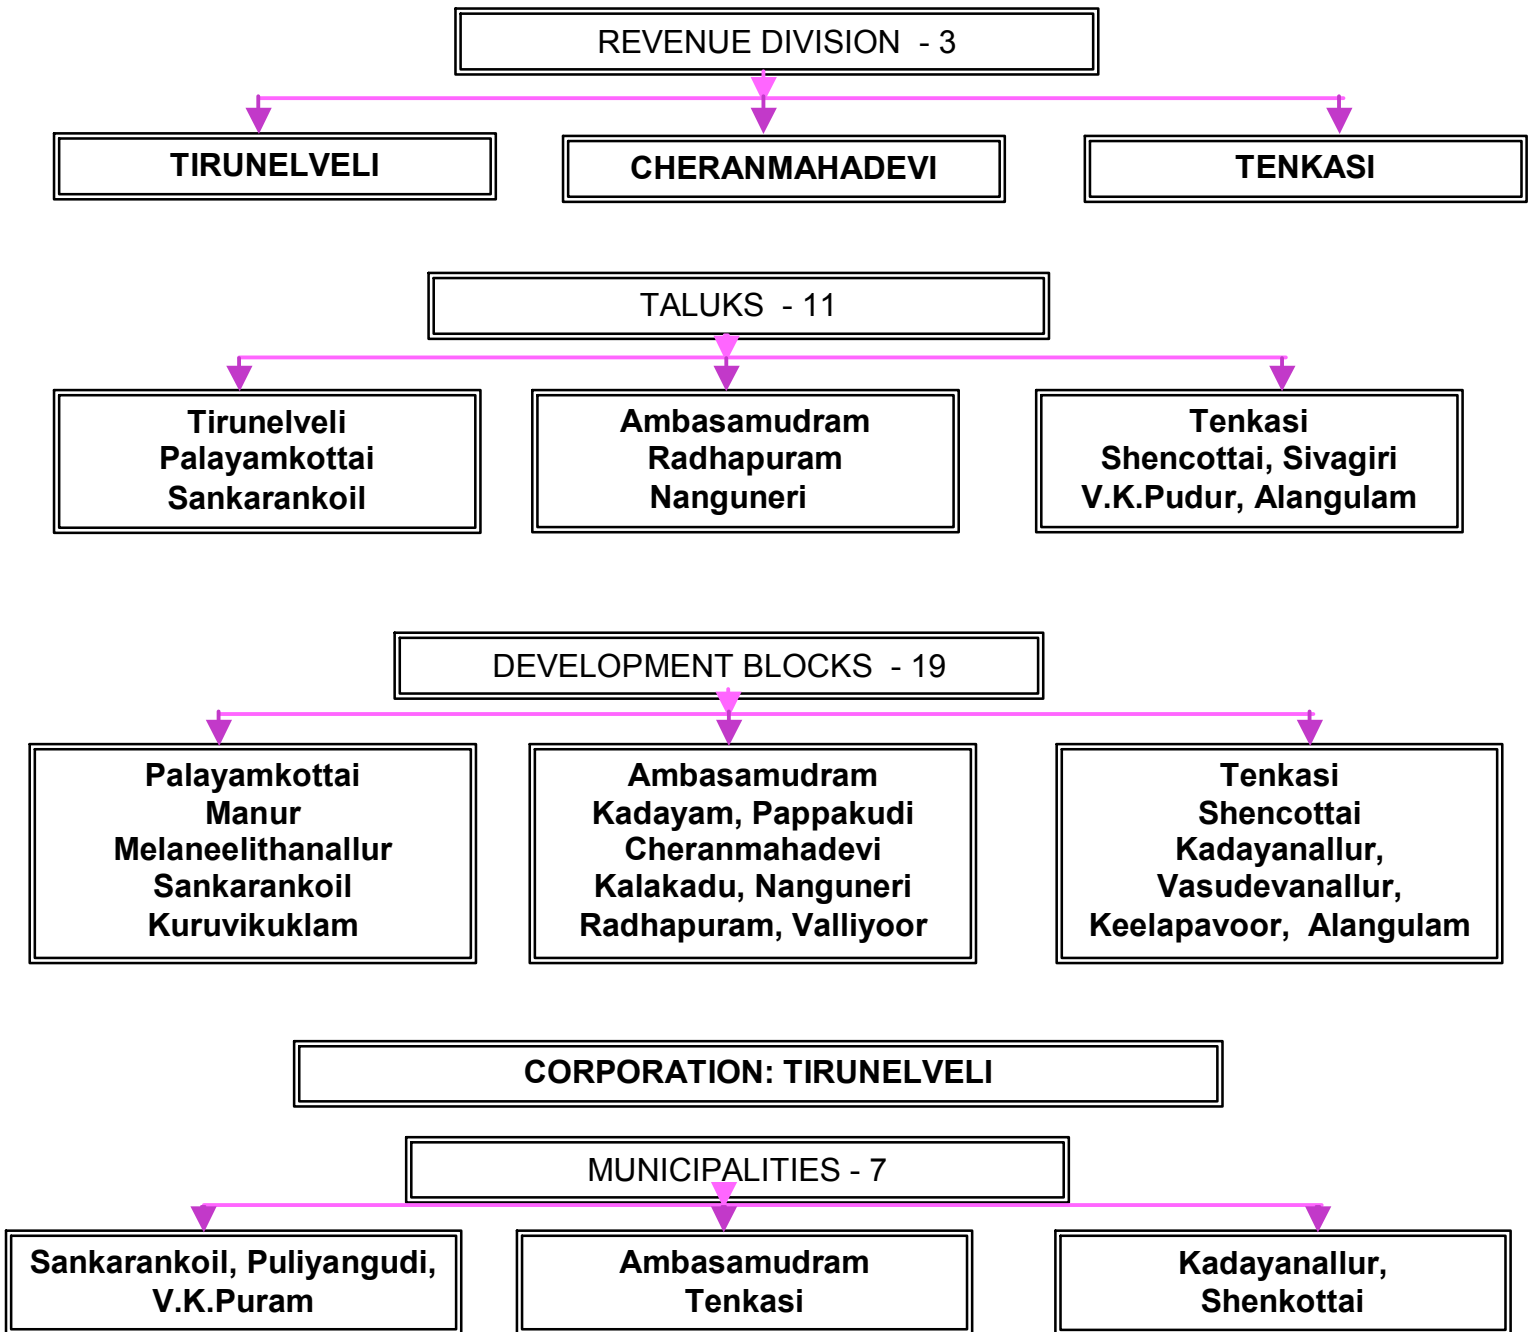 REVENUE DIVISION - 3
TIRUNELVELI
CHERANMAHADEVI
TENKASI
TALUKS - 11
Tirunelveli
Palayamkottai
Sankarankoil
Ambasamudram
Radhapuram
Nanguneri
Tenkasi
Shencottai, Sivagiri
V.K.Pudur, Alangulam
DEVELOPMENT BLOCKS - 19
Palayamkottai
Manur
Melaneelithanallur
Sankarankoil
Kuruvikuklam
Ambasamudram
Kadayam, Pappakudi
Cheranmahadevi
Kalakadu, Nanguneri
Radhapuram, Valliyoor
Tenkasi
Shencottai
Kadayanallur,
Vasudevanallur,
Keelapavoor, Alangulam
CORPORATION: TIRUNELVELI
MUNICIPALITIES - 7
Sankarankoil, Puliyangudi,
V.K.Puram
Ambasamudram
Tenkasi
Kadayanallur,
Shenkottai